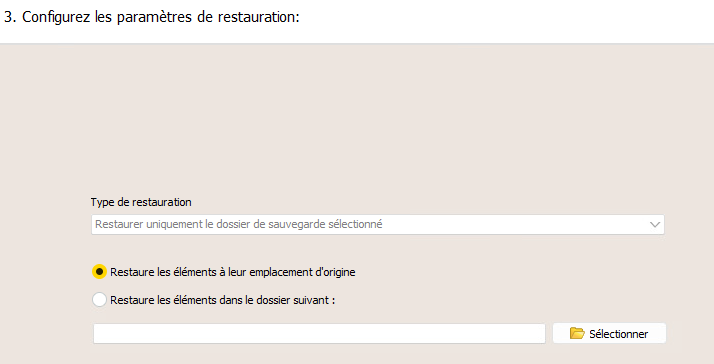 3. Configurez les paramètres de restauration:
Type de restauration
Restaurer uniquement le dossier de sauvegarde sélectionné
Restaure les éléments à leur emplacement d'origine
Restaure les éléments dans le dossier suivant :
Sélectionner